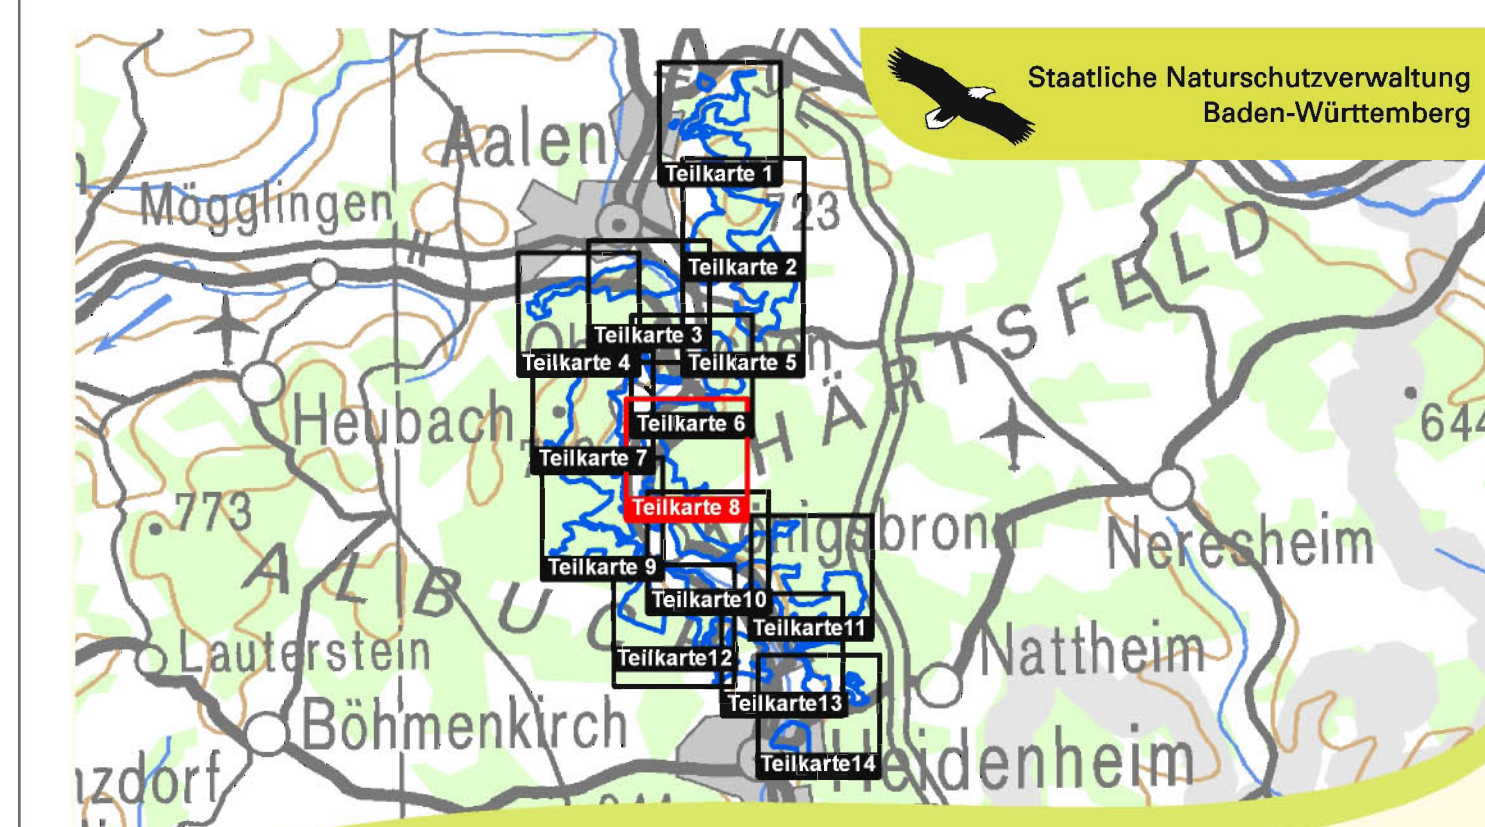 Staatliche Naturschutzverwaltung
Baden-Württemberg
Aalen
Teilkarte 1
Mögglingen
723
Teilkarte 2
HÄRTSFELD
Teilkarte 3
Teilkarte 4
Teilkarte 5
644
Heubach
Teilkarte 6
Teilkarte 7
773
Teilkarte 8
Königsbronn
Neresheim
ALBUCH
Teilkarte 9
Teilkarte10
Teilkarte11
Lauterstein
Teilkarte12
Nattheim
Teilkarte13
Böhmenkirch
Teilkarte14
Heidenheim
nzdorf